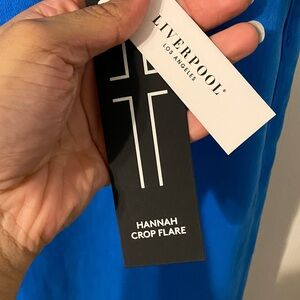 LIVERPOOL®
LOS ANGELES
HANNAH
CROP FLARE